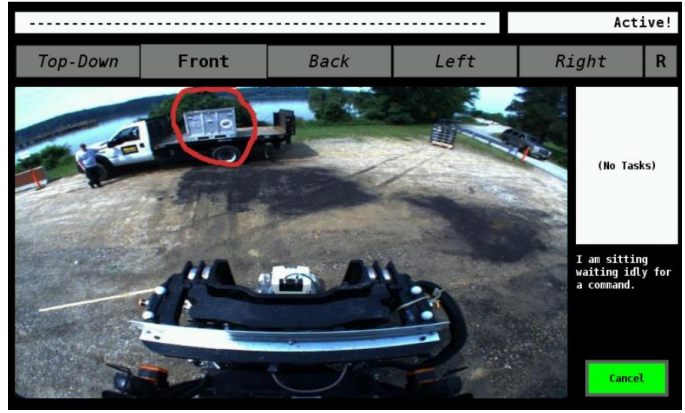 ------------------------------------------------------
Active!
Top-Down
Front
Back
Left
Right
R
(No Tasks)
I am sitting
waiting idly for
a command.
Cancel